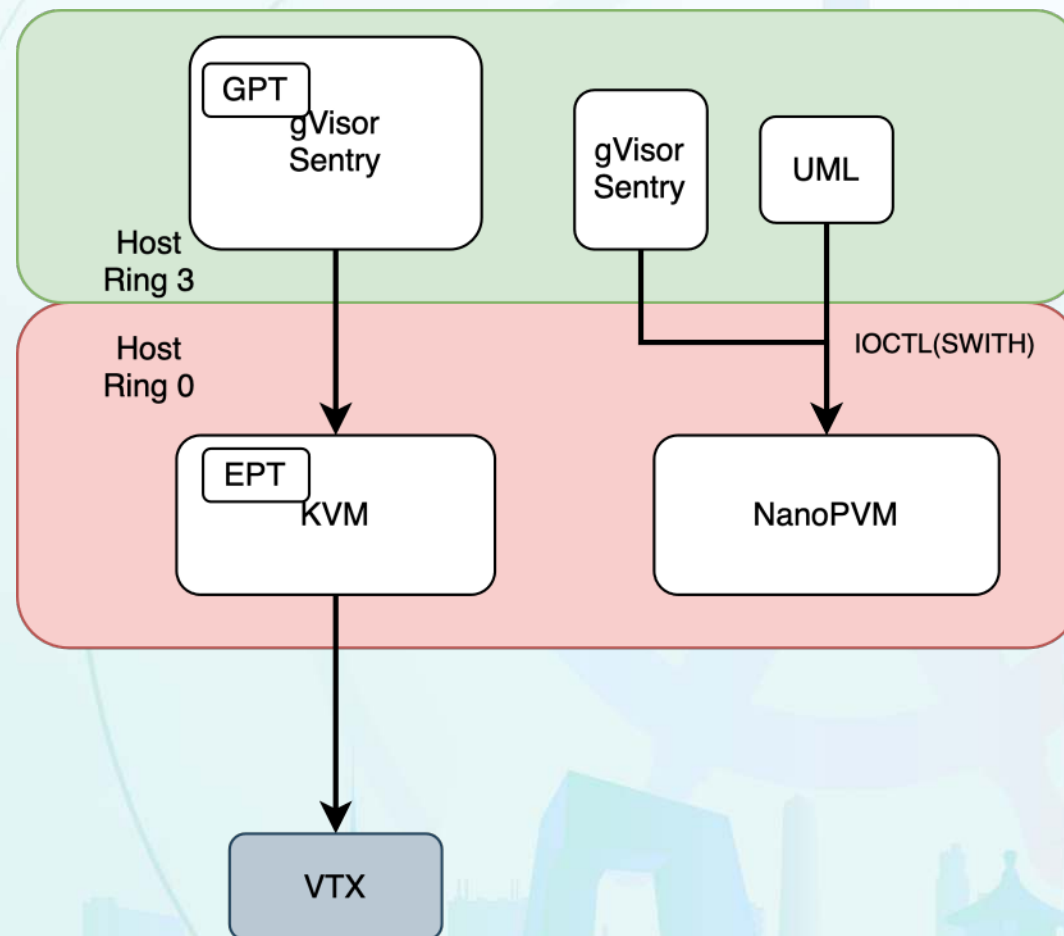 GPT
gVisor
Sentry
gVisor
Sentry
UML
Host
Ring 3
Host
Ring 0
IOCTL(SWITH)
EPT
KVM
NanoPVM
VTX